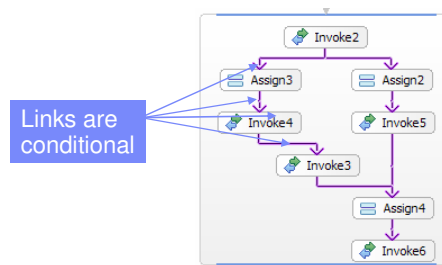 Invoke2
Assign3
Assign2
Links are
conditional
Invoke4
Invoke5
Invoke3
Assign4
Invoke6